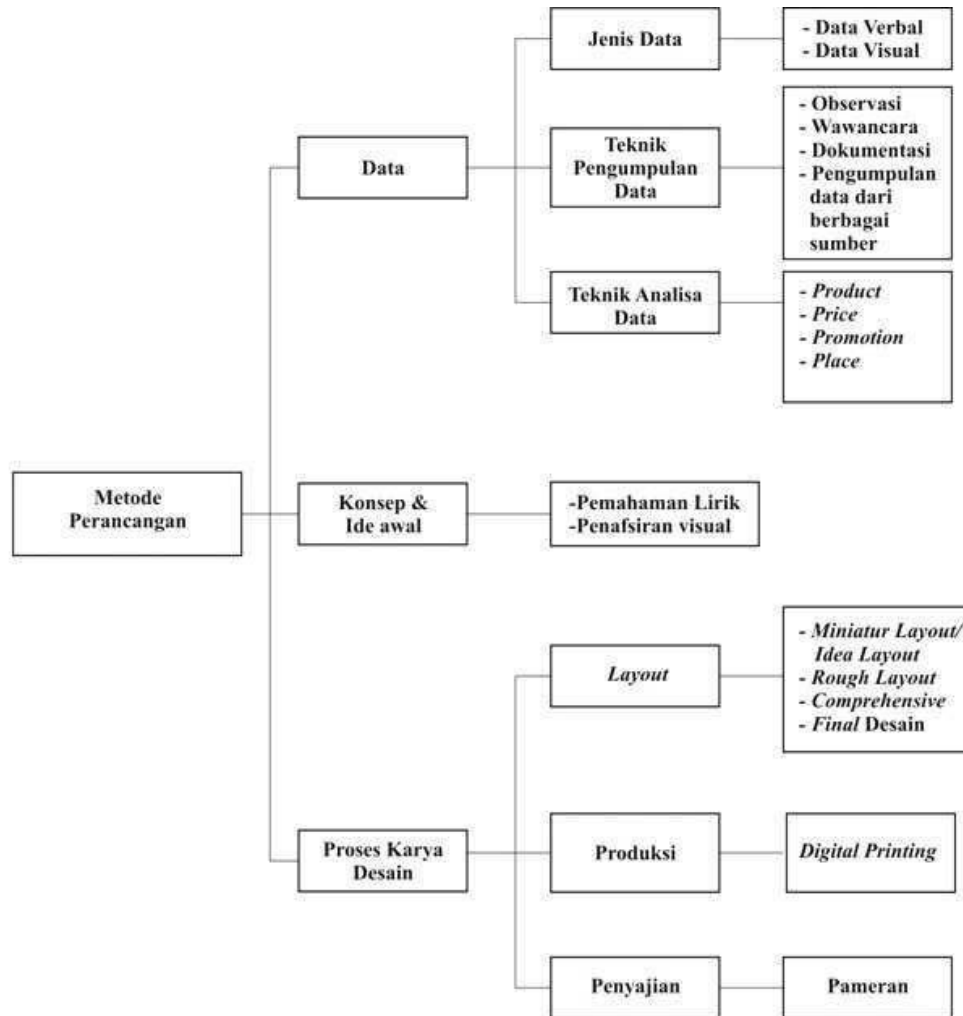 Jenis Data
- Data Verbal
- Data Visual
Data
Teknik
Pengumpulan
Data
- Observasi
- Wawancara
- Dokumentasi
- Pengumpulan
data dari
berbagai
sumber
Teknik Analisa
Data
- Product
- Price
- Promotion
- Place
Metode
Perancangan
Konsep &
Ide awal
-Pemahaman Lirik
-Penafsiran visual
Layout
- Miniatur Layout/
Idea Layout
- Rough Layout
- Comprehensive
- Final Desain
Proses Karya
Desain
Produksi
Digital Printing
Penyajian
Pameran